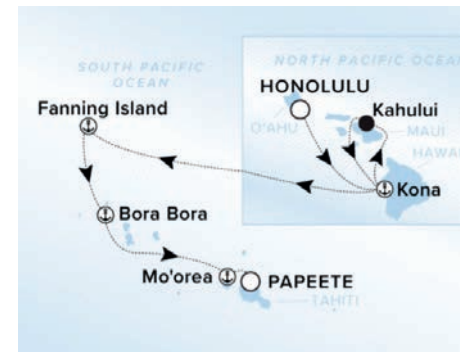 SOUTH PACIFIC
OCEAN
NORTH PACIFIC OCEA
HONOLULU
Fanning Island
Kahului
O'AHU
MAUI
HAWAI
Kona
Bora Bora
Mo'orea
PAPEETE
TAHITI